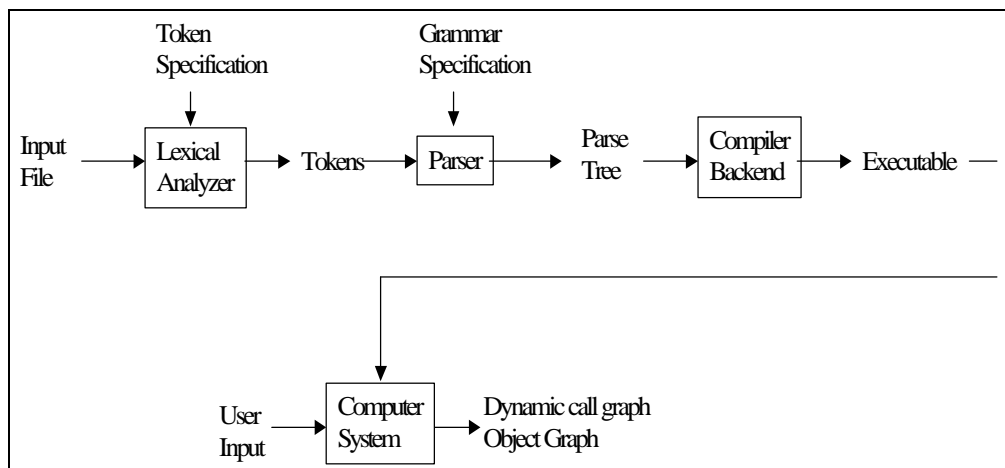 Token
Specification
Grammar
Specification
Input
File
Lexical
Analyzer
Tokens
Parser
Parse
Tree
Compiler
Backend
Executable
User
Input
Computer
System
Dynamic call graph
Object Graph